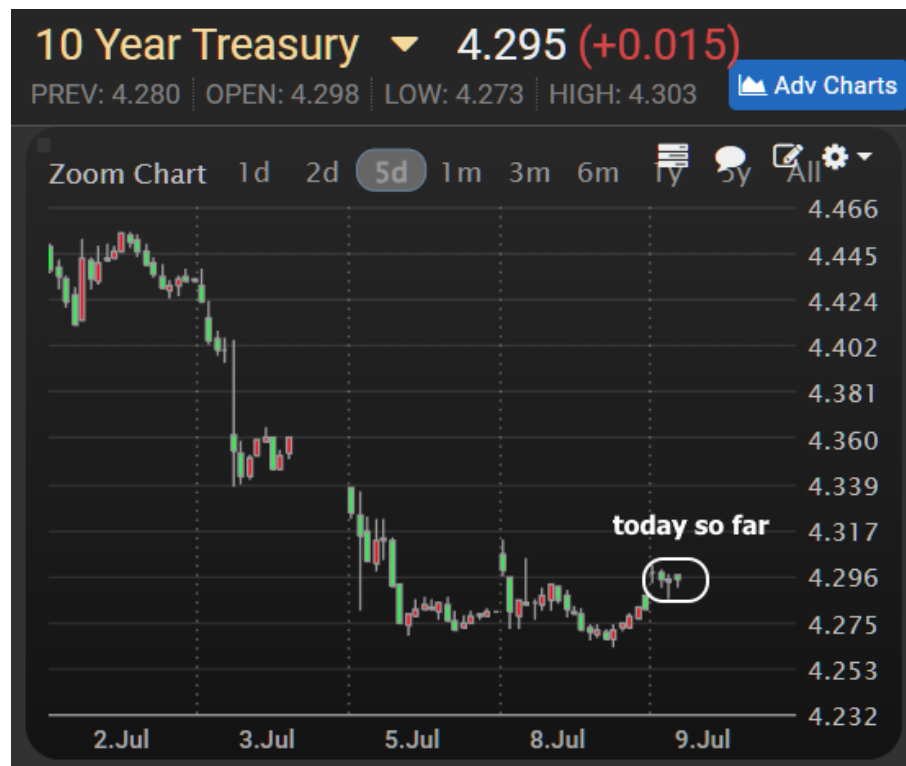 10 Year Treasury 4.295 (+0.015)
PREV: 4.280 OPEN: 4.298 LOW: 4.273 HIGH: 4.303 Adv Charts
Zoom Chart 1d 2d 5d 1m 3m 6m 1y 5y All
4.466
4.445
4.424
4.402
4.381
4.360
4.339
today so far
4.317
4.296
4.275
4.253
4.232
2.Jul 3.Jul 5.Jul 8.Jul 9.Jul